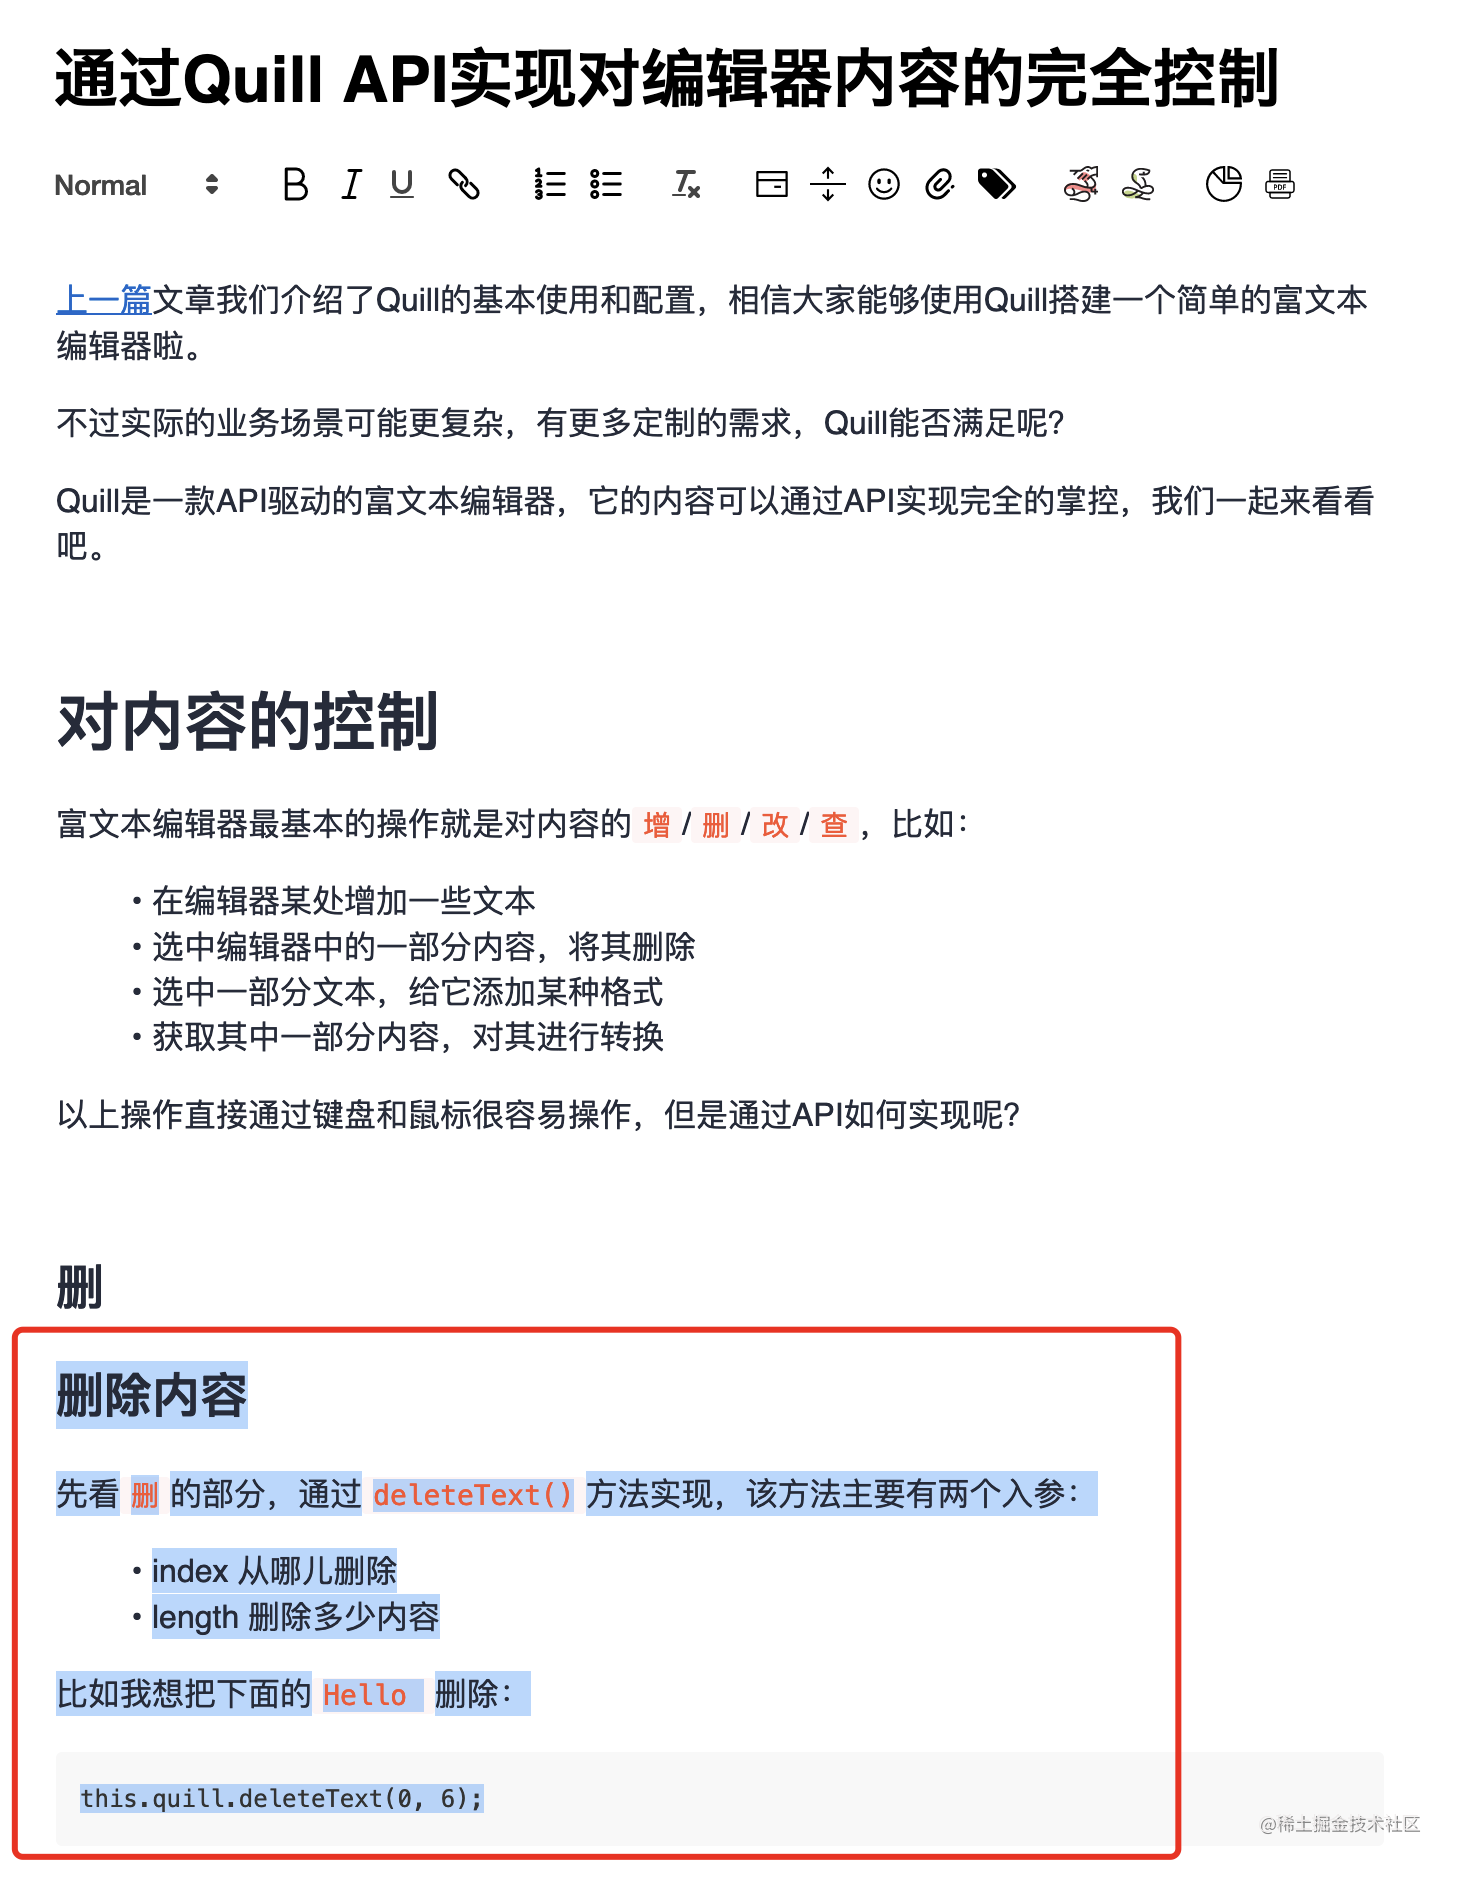 通过Quill API实现对编辑器内容的完全控制
Normal
上一篇文章我们介绍了Quill的基本使用和配置，相信大家能够使用Quill搭建一个简单的富文本
编辑器啦。
不过实际的业务场景可能更复杂，有更多定制的需求，Quill能否满足呢？
Quill是一款API驱动的富文本编辑器，它的内容可以通过API实现完全的掌控，我们一起来看看
吧。
对内容的控制
富文本编辑器最基本的操作就是对内容的 增 / 删 / 改 / 查 ，比如：
• 在编辑器某处增加一些文本
• 选中编辑器中的一部分内容，将其删除
• 选中一部分文本，给它添加某种格式
• 获取其中一部分内容，对其进行转换
以上操作直接通过键盘和鼠标很容易操作，但是通过API如何实现呢？
删
删除内容
先看 删 的部分，通过 deleteText() 方法实现，该方法主要有两个入参：
• index 从哪儿删除
• length 删除多少内容
比如我想把下面的 Hello 删除：
this.quill.deleteText(0, 6);
@稀土掘金技术社区